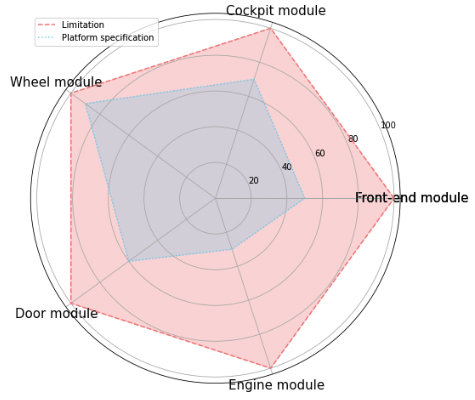 Cockpit module
Limitation
Platform specification
Wheel module
100
80
60
40
20
Front-end module
Door module
Engine module